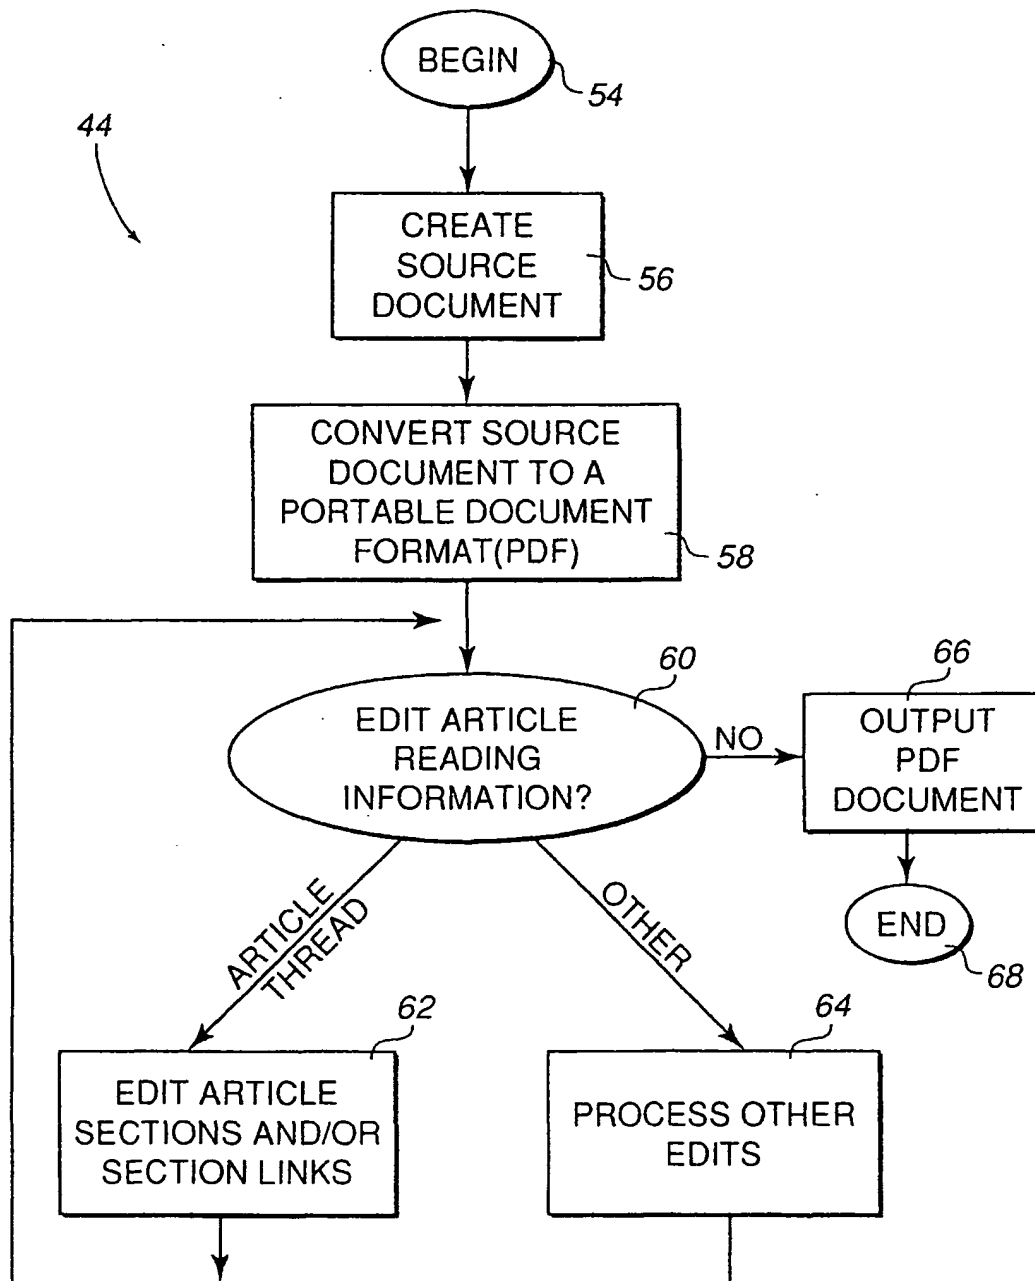 BEGIN
54
44
CREATE
SOURCE
DOCUMENT
56
CONVERT SOURCE
DOCUMENT TO A
PORTABLE DOCUMENT
FORMAT(PDF)
58
60
EDIT ARTICLE
READING
INFORMATION?
NO
66
OUTPUT
PDF
DOCUMENT
END
68
ARTICLE
THREAD
OTHER
62
EDIT ARTICLE
SECTIONS AND/OR
SECTION LINKS
64
PROCESS OTHER
EDITS